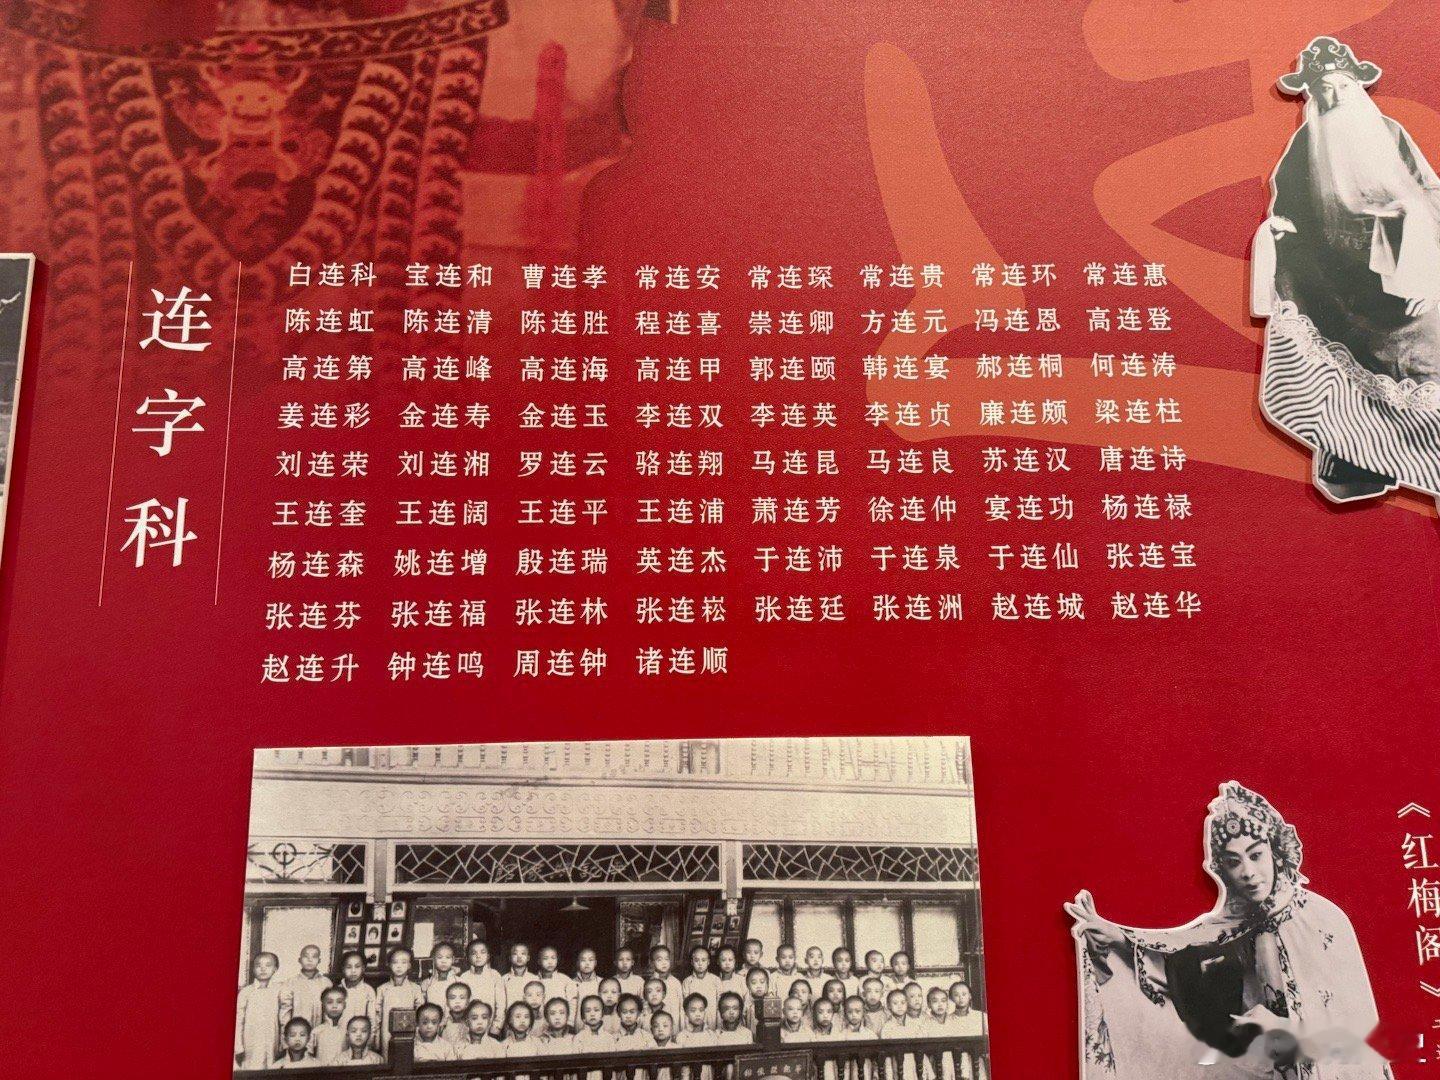 连字科
白连科 宝连和 曹连孝 常连安 常连琛 常连贵 常连环 常连惠
陈连虹 陈连清 陈连胜 程连喜 崇连卿 方连元 冯连恩 高连登
高连第 高连峰 高连海 高连甲 郭连颐 韩连宴 郝连桐 何连涛
姜连彩 金连寿 金连玉 李连双 李连英 李连贞 廉连颇 梁连柱
刘连荣 刘连湘 罗连云 骆连翔 马连昆 马连良 苏连汉 唐连诗
王连奎 王连阔 王连平 王连浦 萧连芳 徐连仲 宴连功 杨连禄
杨连森 姚连增 殷连瑞 英连杰 于连沛 于连泉 于连仙 张连宝
张连芬 张连福 张连林 张连崧 张连廷 张连洲 赵连城 赵连华
赵连升 钟连鸣 周连钟 诸连顺
《红梅阁》